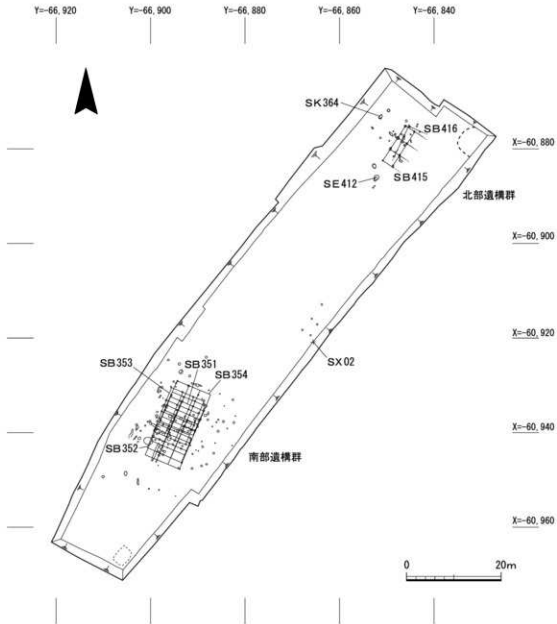 Y=-66,920
Y=-66,900
Y=-66,880
Y=-66,860
Y=-66,840
SK364
SB416
X=-60,880
SE412
SB415
北部遺構群
X=-60,900
X=-60,920
SB353
SB351
SB354
SX02
X=-60,940
SB352
南部遺構群
X=-60,960
0
20m